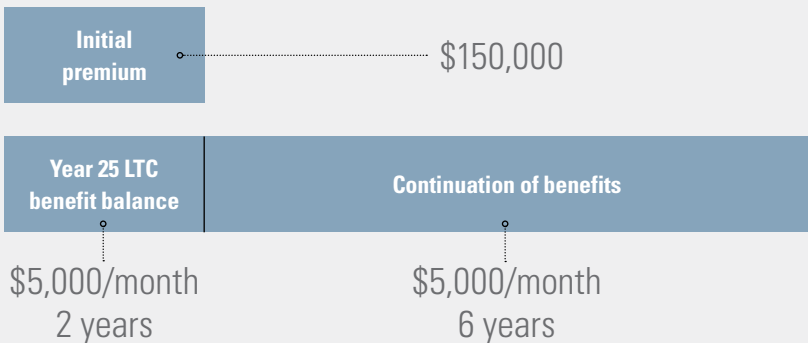 Initial
premium
$150,000
Year 25 LTC
benefit balance
Continuation of benefits
$5,000/month
2 years
$5,000/month
6 years